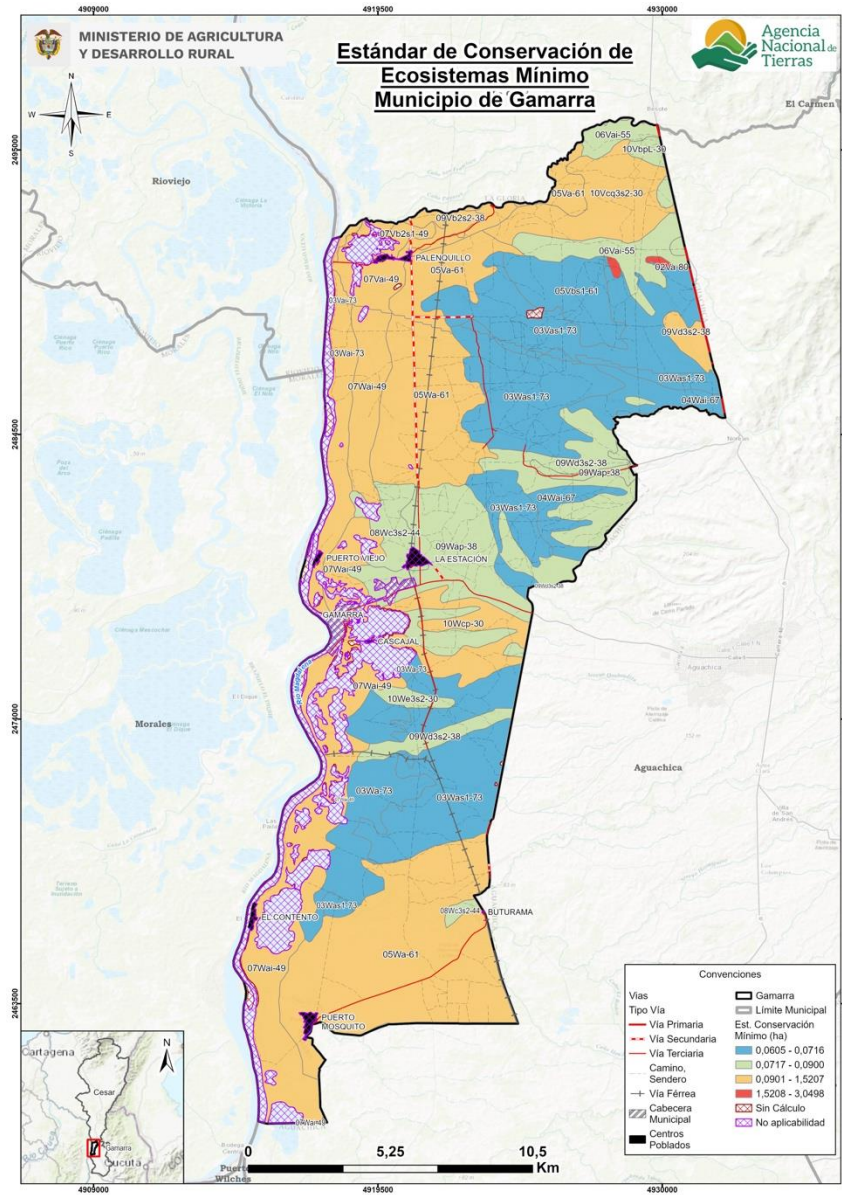 4909000
4919500
4930000
MINISTERIO DE AGRICULTURA
Y DESARROLLO RURAL
Estándar de Conservación de
Ecosistemas Mínimo
Municipio de Gamarra
Agencia
Nacional de
Tierras
N
W
E
S
El Carmen
2495000
06Vai-55
10VbpL-30
Rioviejo
05Va-61
10Vcq3s2-30
09Vb2s2-38
07Vb2s1-49
06Vai-55
PALENQUILLO
02Va-80
07Vai-49
05Va-61
05Vbs1-61
03Vai-73
03Vas1-73
09Vd3s2-38
03Wai-73
03Was1-73
07Wai-49
05Wa-61
03Was1-73
04Wai-67
2484500
09Wd3s2-38
09Wap-38
04Wai-67
03Was1-73
08Wc3s2-44
09Wap-38
PUERTO VIEJO
LA ESTACIÓN
07Wai-49
GAMARRA
10Wcp-30
CASCAJAL
03Wa-73
Aguachica
07Wai-49
10We3s2-30
2474000
Morales
09Wd3s2-38
Aguachica
03Wa-73
03Was1-73
03Was1-73
08Wc3s2-44
BUTURAMA
EL CONTENTO
05Wa-61
07Wai-49
2463500
PUERTO
MOSQUITO
07Wai-49
Convenciones
Vias
Tipo Vía
Vía Primaria
Vía Secundaria
Vía Terciaria
Camino,
Sendero
Vía Férrea
Cabecera
Municipal
Centros
Poblados
Gamarra
Límite Municipal
Est. Conservación
Mínimo (ha)
0,0605 - 0,0716
0,0717 - 0,0900
0,0901 - 1,5207
1,5208 - 3,0498
Sin Cálculo
No aplicabilidad
Cartagena
N
Cesar
Gamarra
Cucuta
Puerto
Wilches
0
5,25
10,5
Km
4909000
4919500
4930000